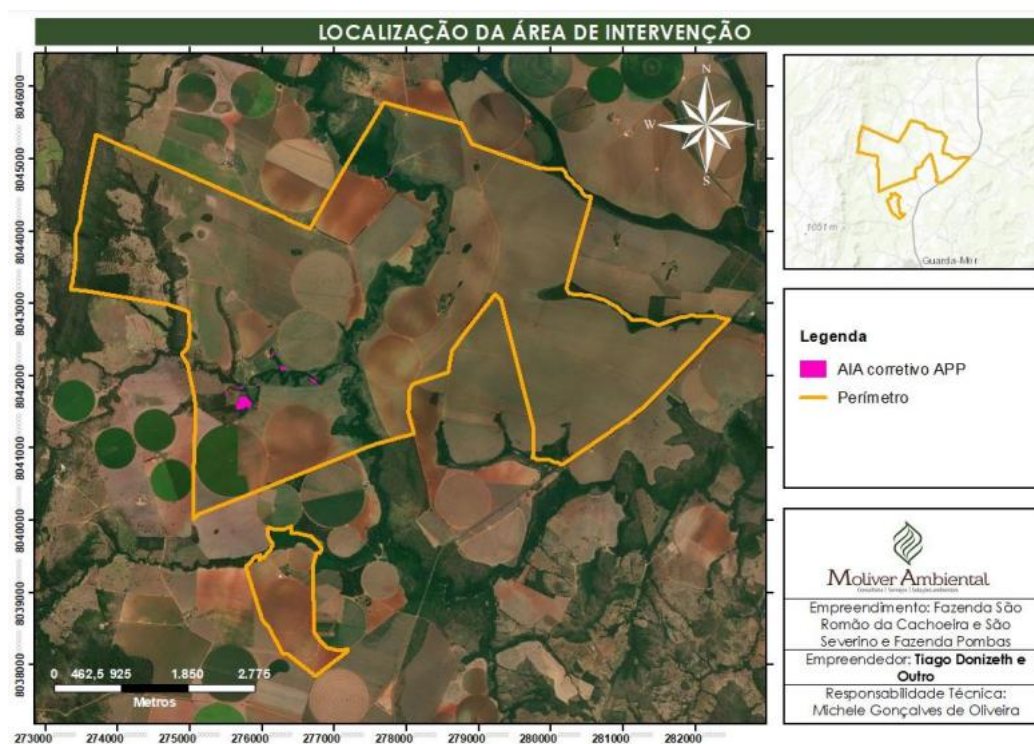 LOCALIZAÇÃO DA ÁREA DE INTERVENÇÃO
8046000
8045000
8044000
8043000
8042000
8041000
8040000
8039000
8038000
N
W E
S
0 462,5 925 1.850 2.775
Metros
273000 274000 275000 276000 277000 278000 279000 280000 281000 282000
1051 m
Guarda-Mor
Legenda
AIA corretivo APP
Perímetro
MOLIVER AMBIENTAL
Empreendimento: Fazenda São
Romão da Cachoeira e São
Severino e Fazenda Pombas
Empreendedor: Tiago Donizeth e
Outro
Responsabilidade Técnica:
Michele Gonçalves de Oliveira